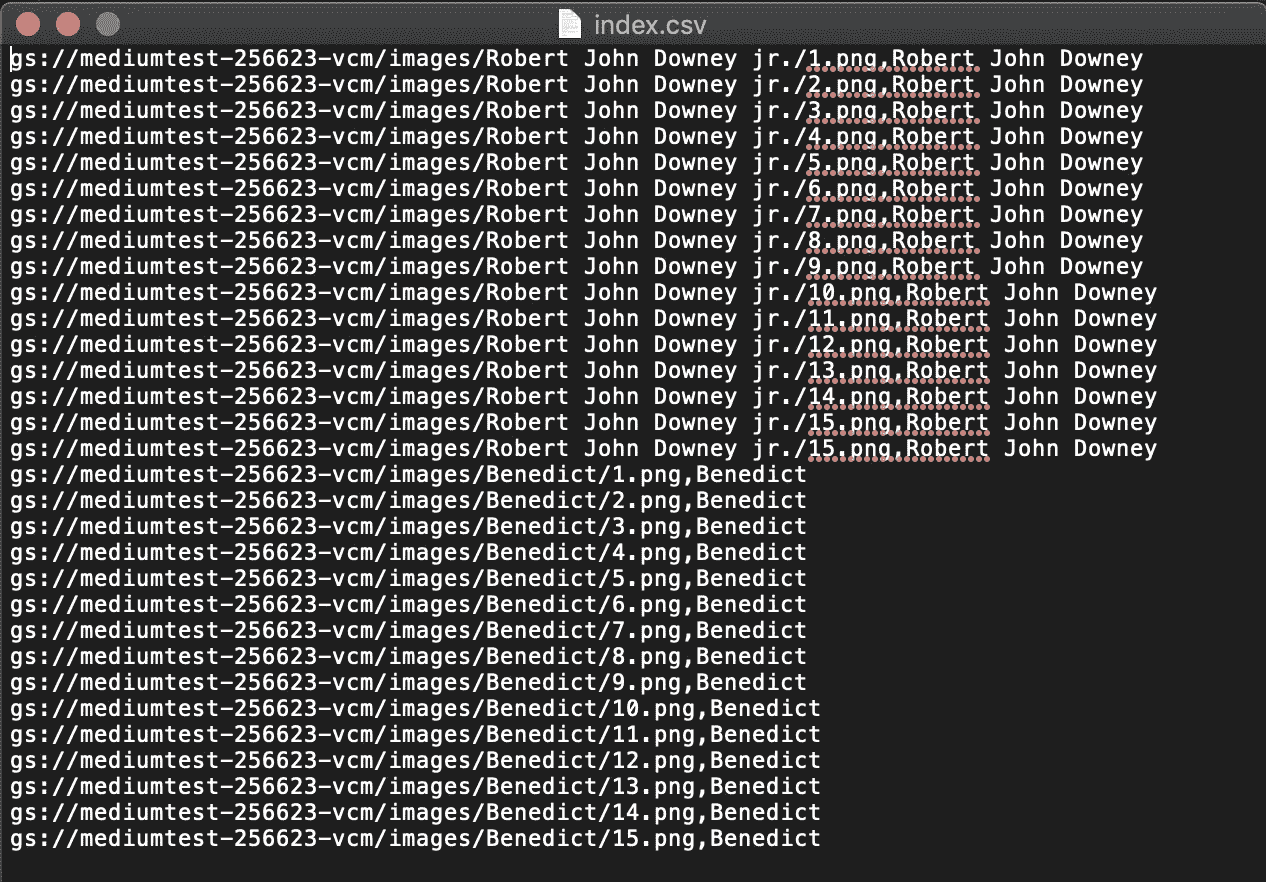 index.csv
gs://mediumtest-256623-vcm/images/Robert John Downey jr./1.png,Robert John Downey
gs://mediumtest-256623-vcm/images/Robert John Downey jr./2.png,Robert John Downey
gs://mediumtest-256623-vcm/images/Robert John Downey jr./3.png,Robert John Downey
gs://mediumtest-256623-vcm/images/Robert John Downey jr./4.png,Robert John Downey
gs://mediumtest-256623-vcm/images/Robert John Downey jr./5.png,Robert John Downey
gs://mediumtest-256623-vcm/images/Robert John Downey jr./6.png,Robert John Downey
gs://mediumtest-256623-vcm/images/Robert John Downey jr./7.png,Robert John Downey
gs://mediumtest-256623-vcm/images/Robert John Downey jr./8.png,Robert John Downey
gs://mediumtest-256623-vcm/images/Robert John Downey jr./9.png,Robert John Downey
gs://mediumtest-256623-vcm/images/Robert John Downey jr./10.png,Robert John Downey
gs://mediumtest-256623-vcm/images/Robert John Downey jr./11.png,Robert John Downey
gs://mediumtest-256623-vcm/images/Robert John Downey jr./12.png,Robert John Downey
gs://mediumtest-256623-vcm/images/Robert John Downey jr./13.png,Robert John Downey
gs://mediumtest-256623-vcm/images/Robert John Downey jr./14.png,Robert John Downey
gs://mediumtest-256623-vcm/images/Robert John Downey jr./15.png,Robert John Downey
gs://mediumtest-256623-vcm/images/Robert John Downey jr./15.png,Robert John Downey
gs://mediumtest-256623-vcm/images/Benedict/1.png,Benedict
gs://mediumtest-256623-vcm/images/Benedict/2.png,Benedict
gs://mediumtest-256623-vcm/images/Benedict/3.png,Benedict
gs://mediumtest-256623-vcm/images/Benedict/4.png,Benedict
gs://mediumtest-256623-vcm/images/Benedict/5.png,Benedict
gs://mediumtest-256623-vcm/images/Benedict/6.png,Benedict
gs://mediumtest-256623-vcm/images/Benedict/7.png,Benedict
gs://mediumtest-256623-vcm/images/Benedict/8.png,Benedict
gs://mediumtest-256623-vcm/images/Benedict/9.png,Benedict
gs://mediumtest-256623-vcm/images/Benedict/10.png,Benedict
gs://mediumtest-256623-vcm/images/Benedict/11.png,Benedict
gs://mediumtest-256623-vcm/images/Benedict/12.png,Benedict
gs://mediumtest-256623-vcm/images/Benedict/13.png,Benedict
gs://mediumtest-256623-vcm/images/Benedict/14.png,Benedict
gs://mediumtest-256623-vcm/images/Benedict/15.png,Benedict